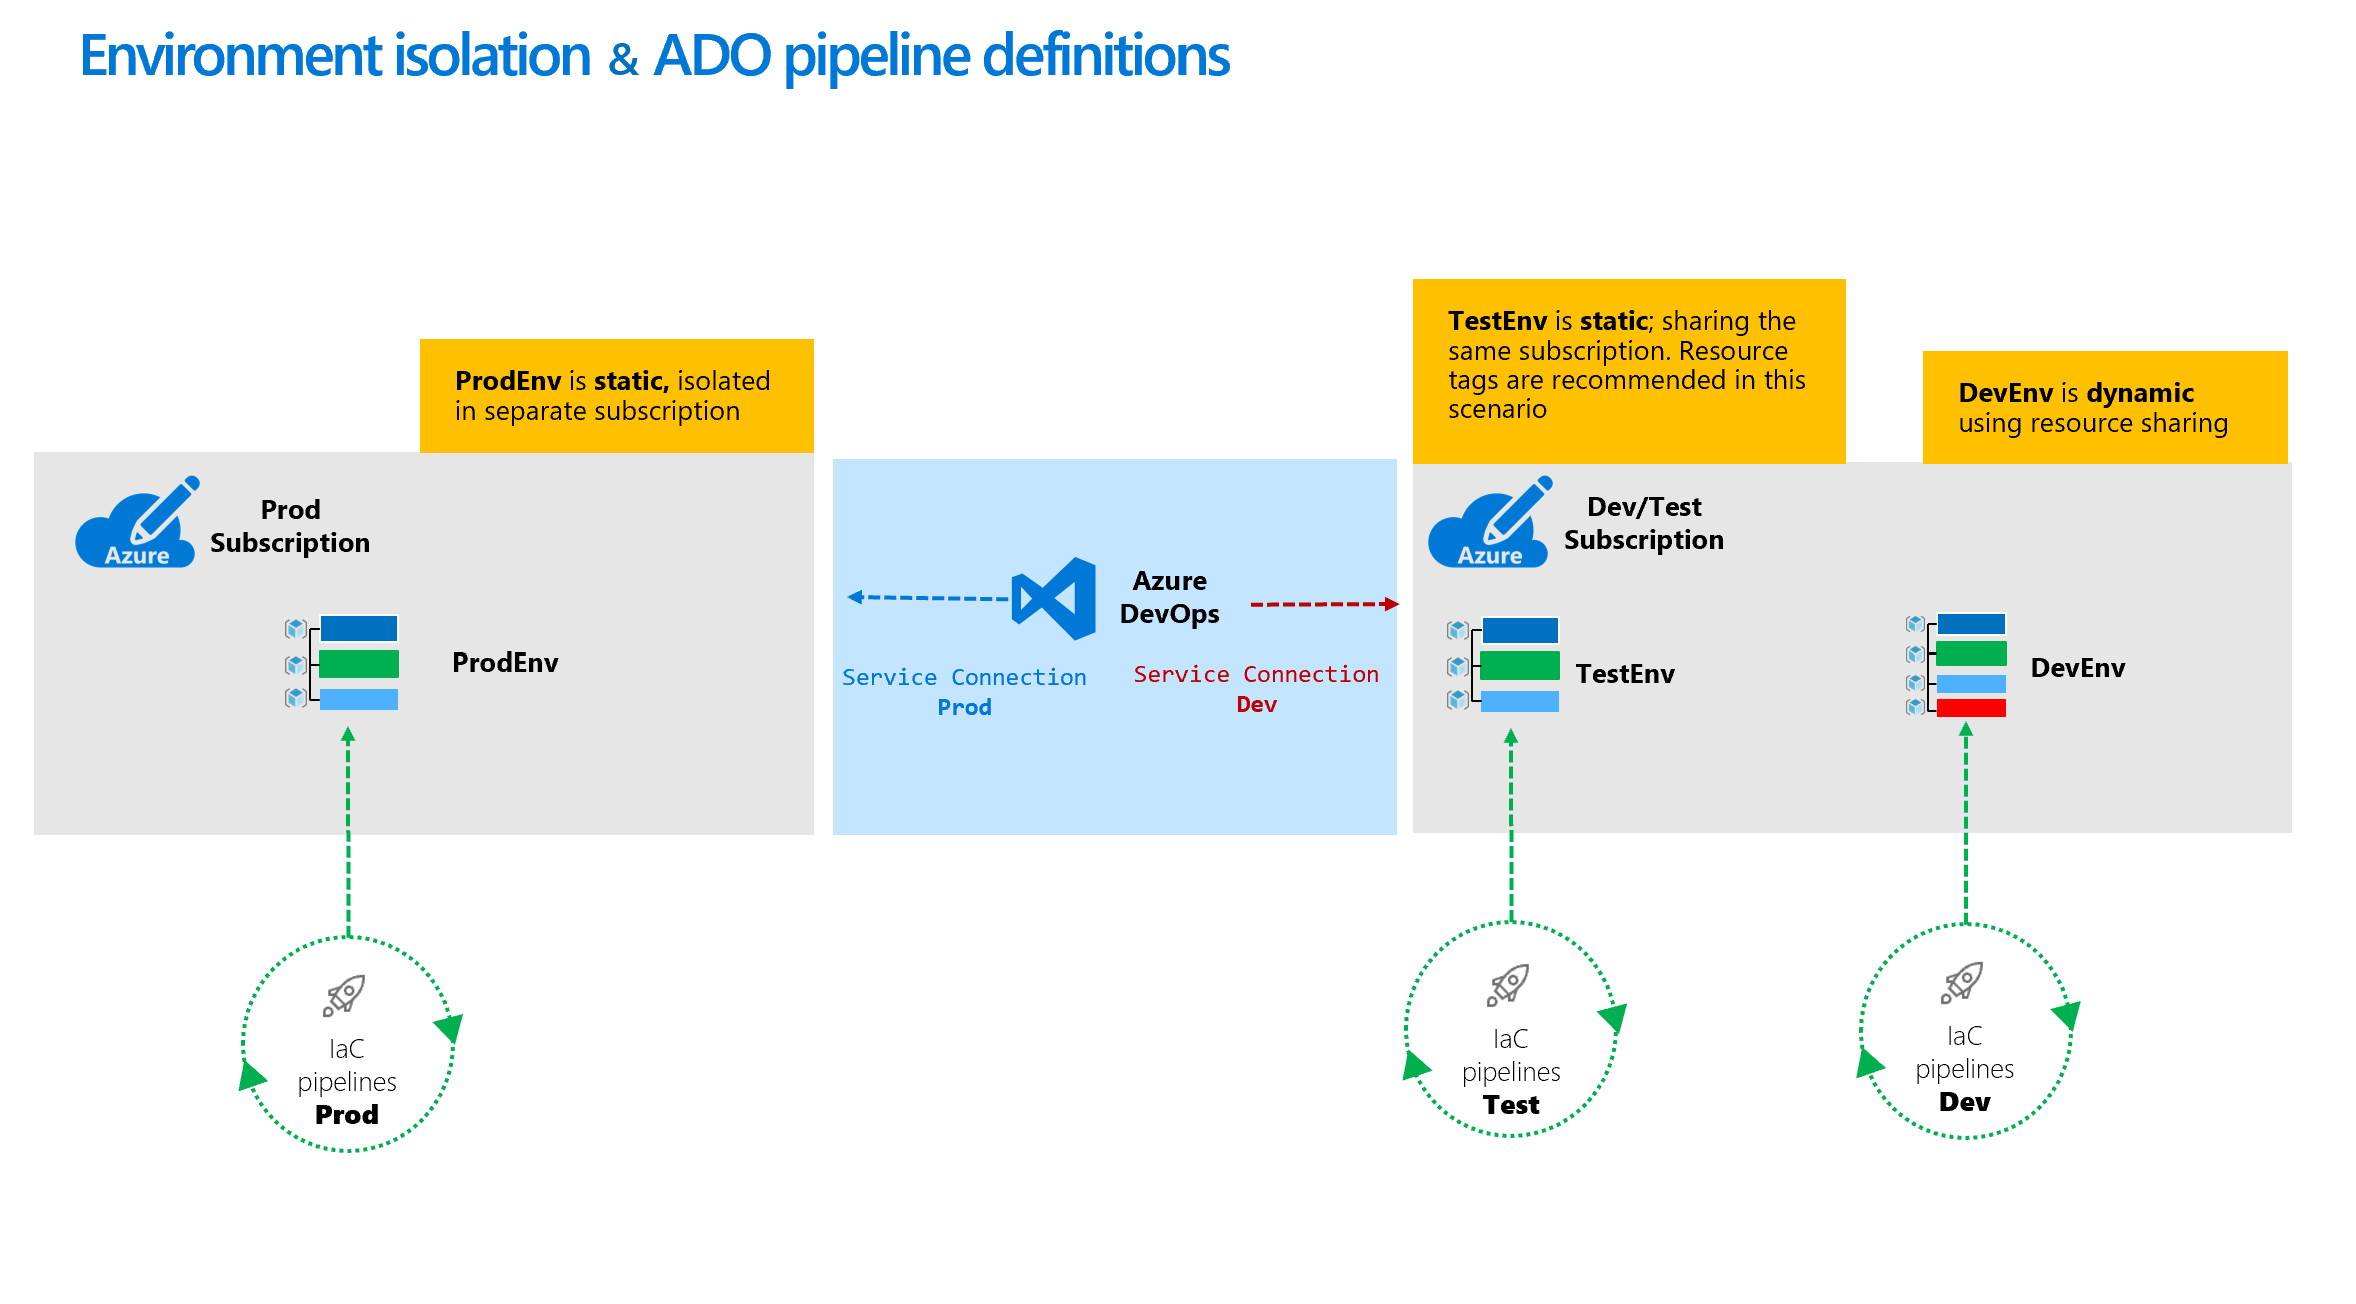 Environment isolation & ADO pipeline definitions
ProdEnv is static, isolated
in separate subscription
Azure
Prod
Subscription
ProdEnv
IaC
pipelines
Prod
Azure
DevOps
Service Connection
Prod
Service Connection
Dev
TestEnv is static; sharing the
same subscription. Resource
tags are recommended in this
scenario
DevEnv is dynamic
using resource sharing
Azure
Dev/Test
Subscription
TestEnv
DevEnv
IaC
pipelines
Test
IaC
pipelines
Dev